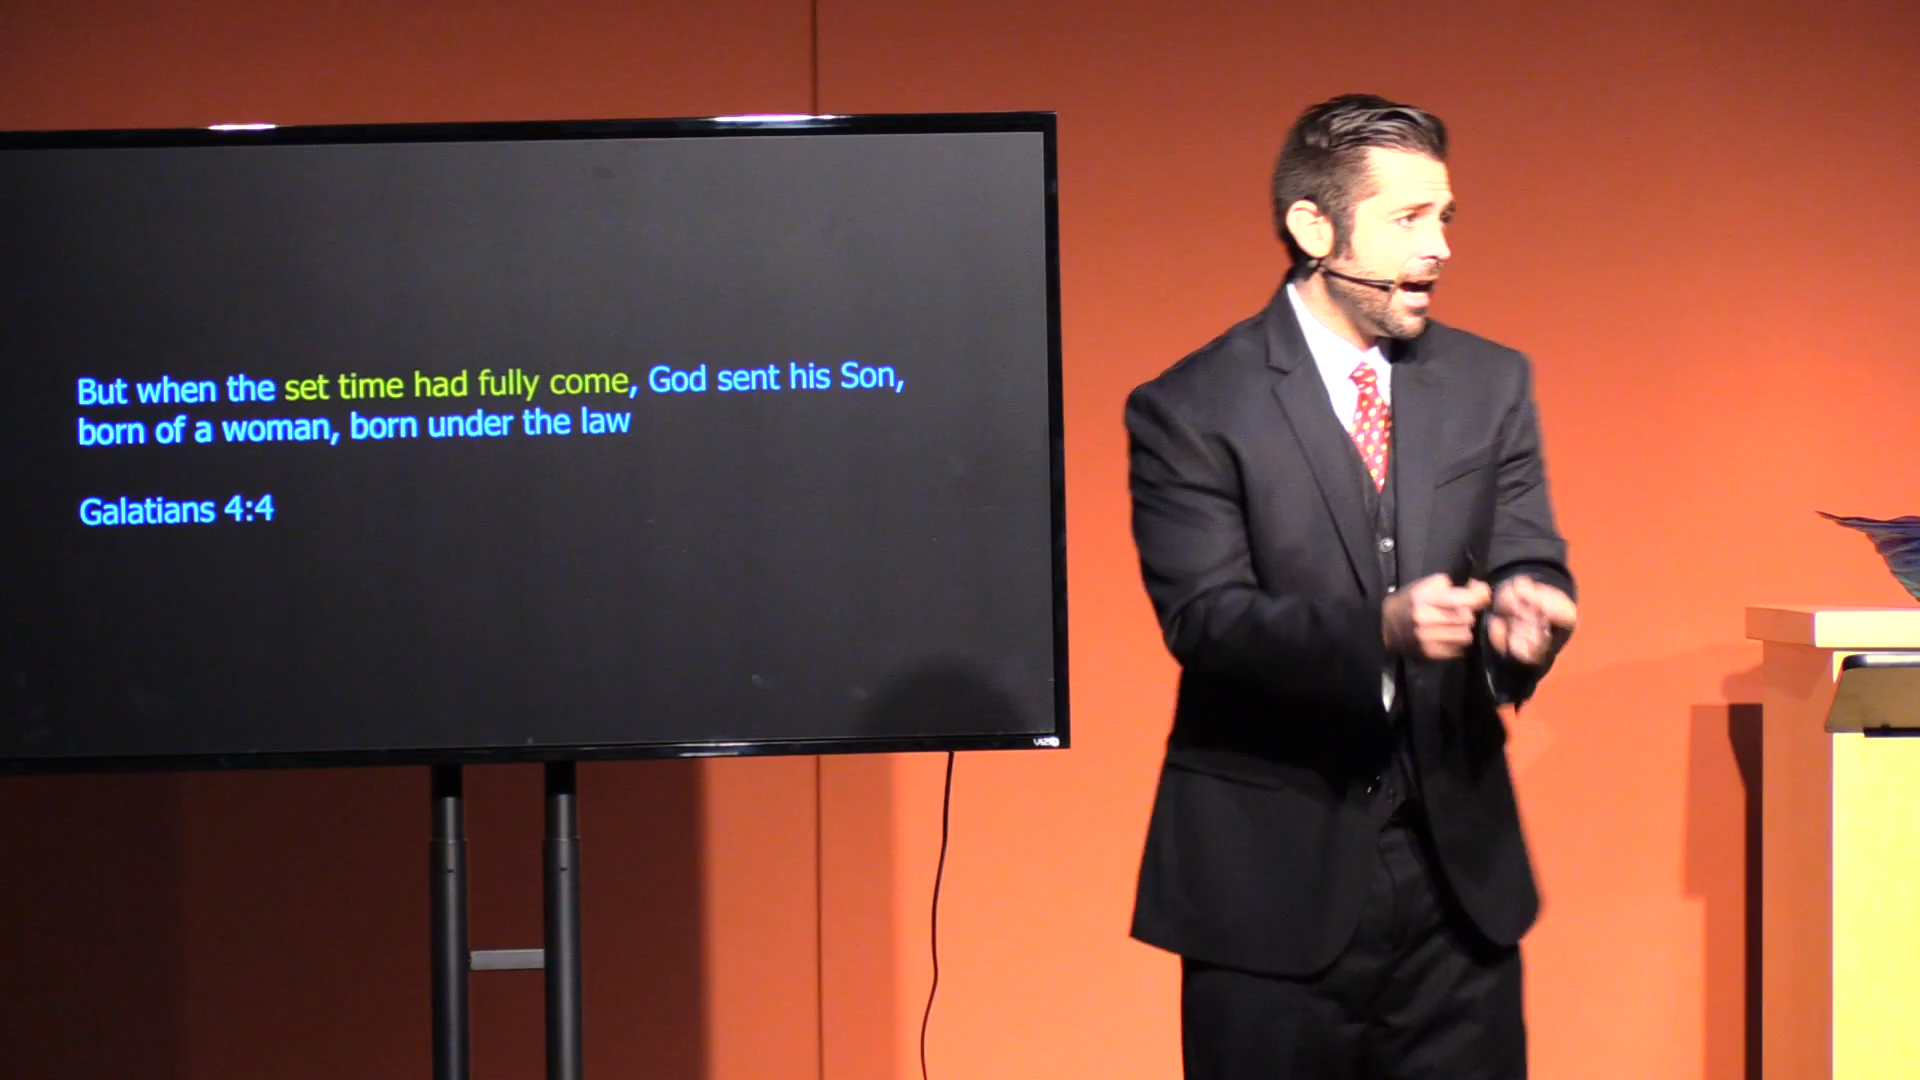 But when the set time had fully come, God sent his Son,
born of a woman, born under the law
Galatians 4:4
VIZIO